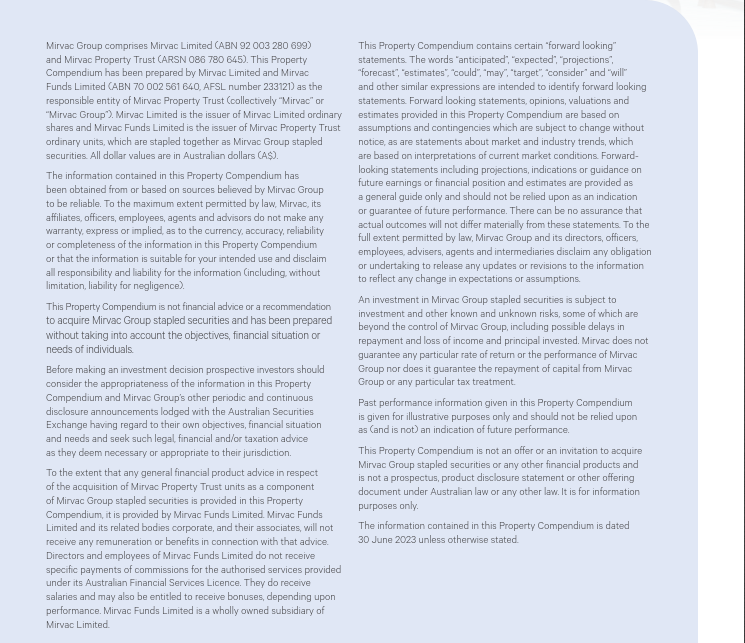 Mirvac Group comprises Mirvac Limited (ABN 92 003 280 699)
and Mirvac Property Trust (ARSN 086 780 645). This Property
Compendium has been prepared by Mirvac Limited and Mirvac
Funds Limited (ABN 70 002 561 640, AFSL number 233121) as the
responsible entity of Mirvac Property Trust (collectively “Mirvac” or
“Mirvac Group”). Mirvac Limited is the issuer of Mirvac Limited ordinary
shares and Mirvac Funds Limited is the issuer of Mirvac Property Trust
ordinary units, which are stapled together as Mirvac Group stapled
securities. All dollar values are in Australian dollars (A$).
The information contained in this Property Compendium has
been obtained from or based on sources believed by Mirvac Group
to be reliable. To the maximum extent permitted by law, Mirvac, its
affiliates, officers, employees, agents and advisors do not make any
warranty, express or implied, as to the currency, accuracy, reliability
or completeness of the information in this Property Compendium
or that the information is suitable for your intended use and disclaim
all responsibility and liability for the information (including, without
limitation, liability for negligence).
This Property Compendium is not financial advice or a recommendation
to acquire Mirvac Group stapled securities and has been prepared
without taking into account the objectives, financial situation or
needs of individuals.
Before making an investment decision prospective investors should
consider the appropriateness of the information in this Property
Compendium and Mirvac Group’s other periodic and continuous
disclosure announcements lodged with the Australian Securities
Exchange having regard to their own objectives, financial situation
and needs and seek such legal, financial and/or taxation advice
as they deem necessary or appropriate to their jurisdiction.
To the extent that any general financial product advice in respect
of the acquisition of Mirvac Property Trust units as a component
of Mirvac Group stapled securities is provided in this Property
Compendium, it is provided by Mirvac Funds Limited. Mirvac Funds
Limited and its related bodies corporate, and their associates, will not
receive any remuneration or benefits in connection with that advice.
Directors and employees of Mirvac Funds Limited do not receive
specific payments of commissions for the authorised services provided
under its Australian Financial Services Licence. They do receive
salaries and may also be entitled to receive bonuses, depending upon
performance. Mirvac Funds Limited is a wholly owned subsidiary of
Mirvac Limited.
This Property Compendium contains certain “forward looking”
statements. The words “anticipated”, “expected”, “projections”,
“forecast”, “estimates”, “could”, “may”, “target”, “consider” and “will”
and other similar expressions are intended to identify forward looking
statements. Forward looking statements, opinions, valuations and
estimates provided in this Property Compendium are based on
assumptions and contingencies which are subject to change without
notice, as are statements about market and industry trends, which
are based on interpretations of current market conditions. Forward-
looking statements including projections, indications or guidance on
future earnings or financial position and estimates are provided as
a general guide only and should not be relied upon as an indication
or guarantee of future performance. There can be no assurance that
actual outcomes will not differ materially from these statements. To the
full extent permitted by law, Mirvac Group and its directors, officers,
employees, advisers, agents and intermediaries disclaim any obligation
or undertaking to release any updates or revisions to the information
to reflect any change in expectations or assumptions.
An investment in Mirvac Group stapled securities is subject to
investment and other known and unknown risks, some of which are
beyond the control of Mirvac Group, including possible delays in
repayment and loss of income and principal invested. Mirvac does not
guarantee any particular rate of return or the performance of Mirvac
Group nor does it guarantee the repayment of capital from Mirvac
Group or any particular tax treatment.
Past performance information given in this Property Compendium
is given for illustrative purposes only and should not be relied upon
as (and is not) an indication of future performance.
This Property Compendium is not an offer or an invitation to acquire
Mirvac Group stapled securities or any other financial products and
is not a prospectus, product disclosure statement or other offering
document under Australian law or any other law. It is for information
purposes only.
The information contained in this Property Compendium is dated
30 June 2023 unless otherwise stated.